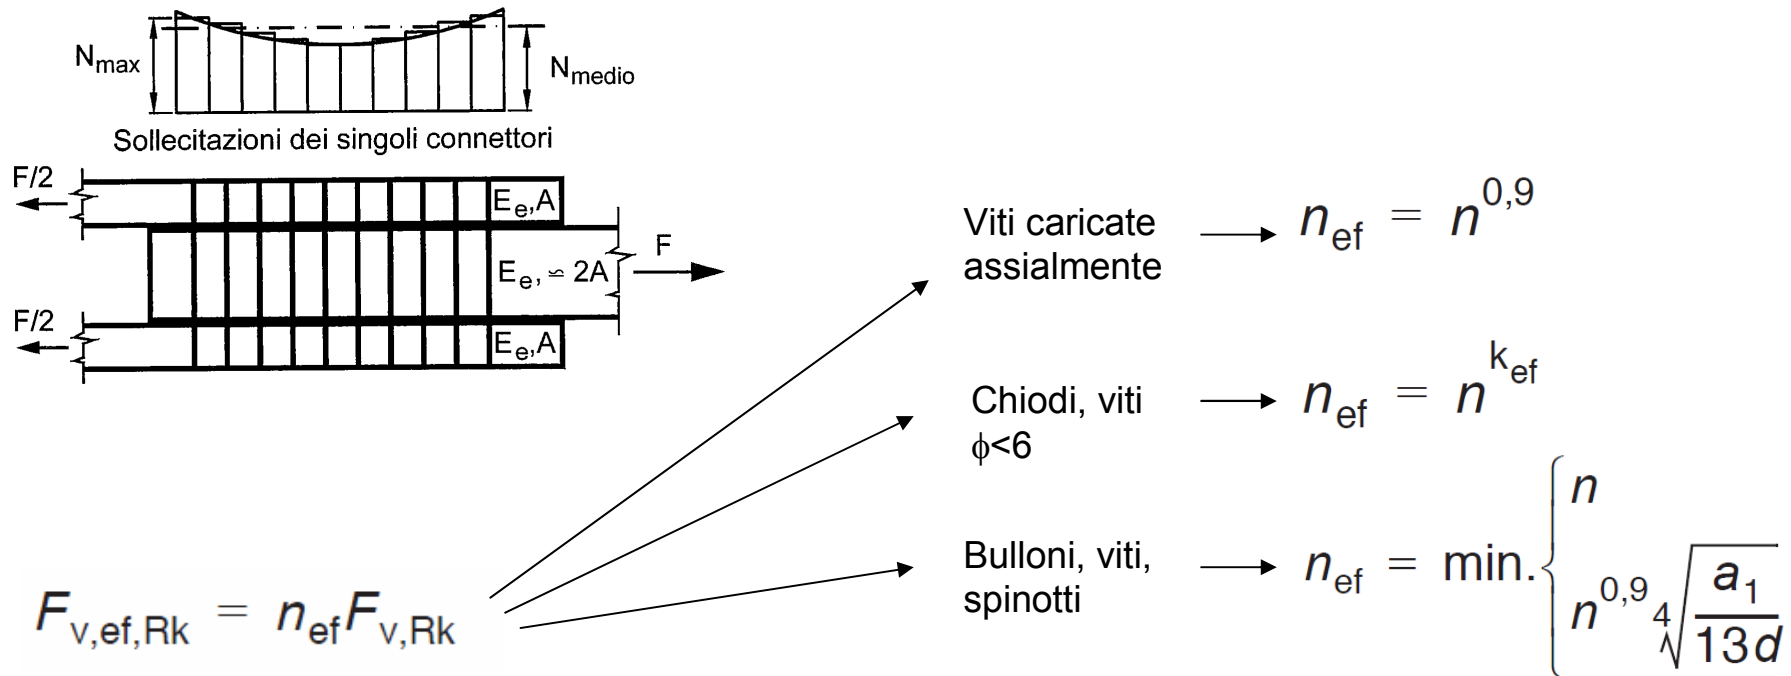 N_max
N_medio
Sollecitazioni dei singoli connettori
F/2
E_e,A
F
E_e, ≃ 2A
F/2
E_e,A
Viti caricate
assialmente
n_ef = n^0,9
Chiodi, viti
ϕ<6
n_ef = n^k_ef
Bulloni, viti,
spinotti
n_ef = min. { n
n^0,9 ∜(a_1/13d)
F_v,ef,Rk = n_ef F_v,Rk